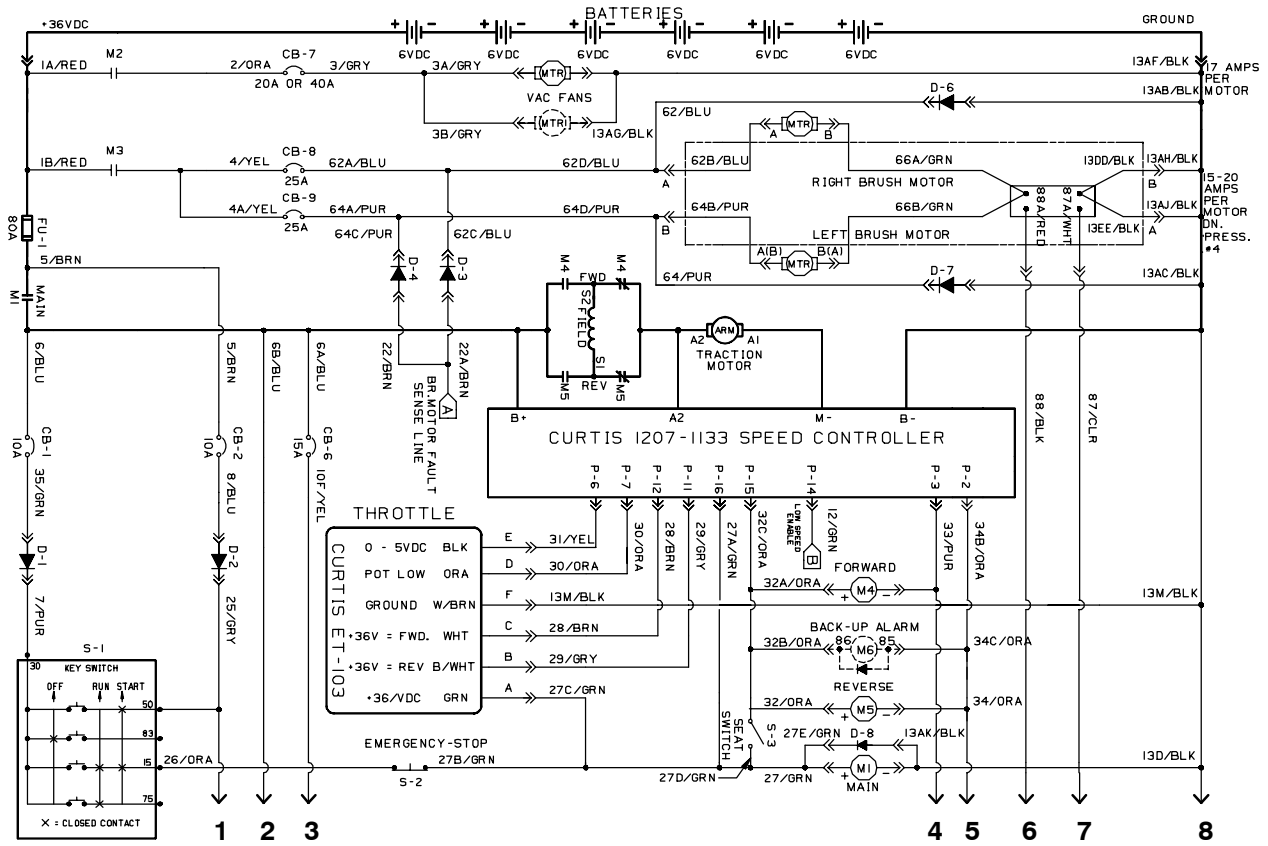 BATTERIES
+36VDC
GROUND
+ - + - + - + - + - + -
6VDC 6VDC 6VDC 6VDC 6VDC 6VDC
1A/RED M2 2/ORA CB-7 3/GRY 3A/GRY MTR 13AF/BLK
20A OR 40A
17 AMPS
PER
MOTOR
VAC FANS
D-6 13AB/BLK
3B/GRY MTR1 13AG/BLK 62/BLU
MTR
A B
1B/RED M3 4/YEL CB-8 62A/BLU 62D/BLU 62B/BLU 66A/GRN 13DD/BLK 13AH/BLK
25A
A B
RIGHT BRUSH MOTOR
CB-9
4A/YEL 25A 64A/PUR 64D/PUR 64B/PUR 66B/GRN 88A/RED 87A/WHT 13AJ/BLK
15-20
AMPS
PER
MOTOR
DN.
PRESS.
#4
FU-1
80A
64C/PUR 62C/BLU
B
LEFT BRUSH MOTOR
13EE/BLK A
A(B) MTR B(A)
5/BRN
D-4 D-3
64/PUR D-7 13AC/BLK
MAIN
M1
M4 FWD M4
S2 FIELD S1
M5 REV M5
A2 ARM A1
TRACTION
MOTOR
6/BLU 5/BRN 6B/BLU 6A/BLU 22/BRN 22A/BRN
A
BR.MOTOR FAULT
SENSE LINE
88/BLK 87/CLR
B+ A2 M- B-
CURTIS 1207-1133 SPEED CONTROLLER
P-6 P-7 P-12 P-11 P-16 P-15 P-14 P-3 P-2
CB-1
10A
CB-2
10A
CB-6
15A
35/GRN 8/BLU 10F/YEL
D-1 D-2
7/PUR 25/GRY
THROTTLE
CURTIS ET-103
0 - 5VDC BLK E 31/YEL
POT LOW ORA D 30/ORA
GROUND W/BRN F 13M/BLK 13M/BLK
+36V = FWD. WHT C 28/BRN
+36V = REV B/WHT B 29/GRY
+36/VDC GRN A 27C/GRN
30/ORA 28/BRN 29/GRY 27A/GRN 32C/ORA 12/GRN 33/PUR 34B/ORA
LOW SPEED
ENABLE
B
FORWARD
32A/ORA + M4 -
BACK-UP ALARM
32B/ORA 86 M6 85 34C/ORA
REVERSE
32/ORA + M5 - 34/ORA
SEAT
SWITCH
S-3
27E/GRN D-8 13AK/BLK
27D/GRN 27/GRN + M1 - 13D/BLK
MAIN
S-1
30 KEY SWITCH
OFF RUN START
50
83
15
75
X = CLOSED CONTACT
26/ORA
EMERGENCY-STOP
S-2
27B/GRN
1 2 3 4 5 6 7 8